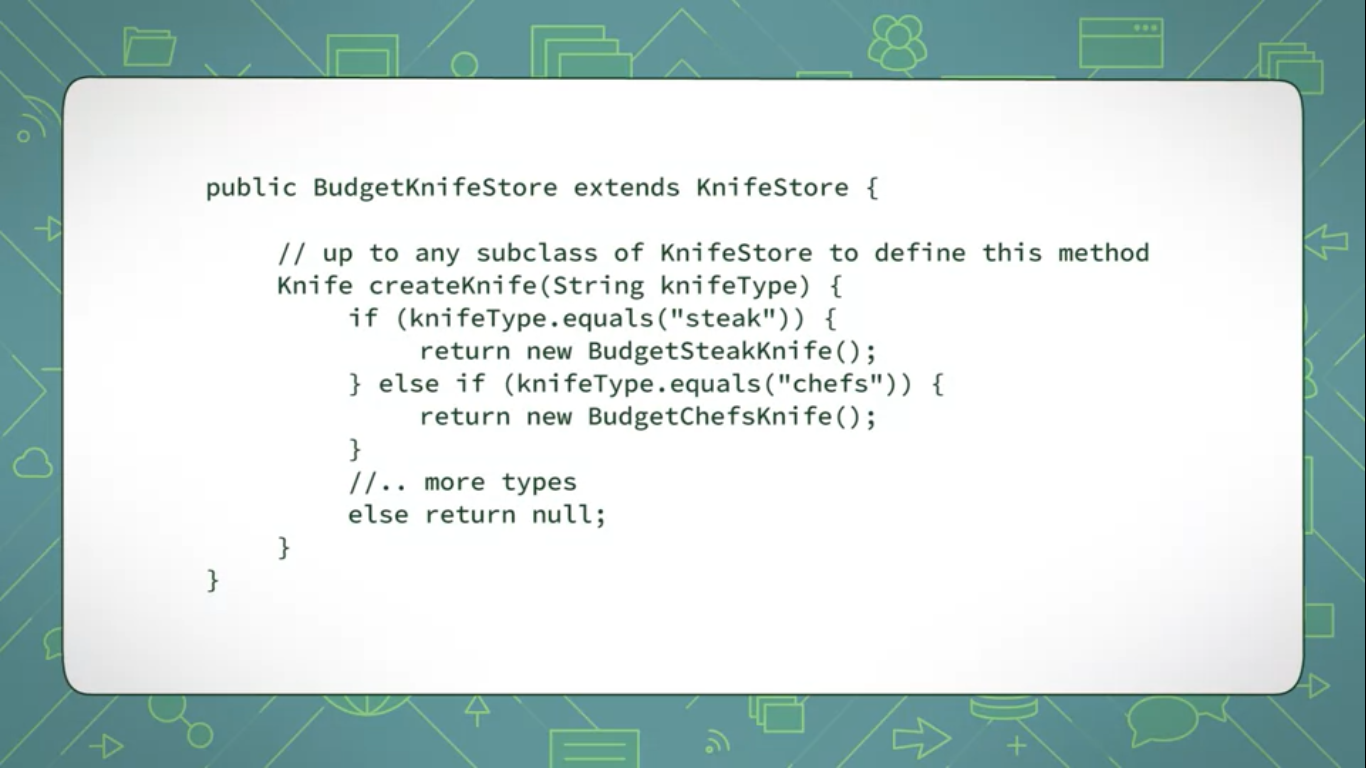 public BudgetKnifeStore extends KnifeStore {
// up to any subclass of KnifeStore to define this method
Knife createKnife(String knifeType) {
if (knifeType.equals("steak")) {
return new BudgetSteakKnife();
} else if (knifeType.equals("chefs")) {
return new BudgetChefsKnife();
}
//.. more types
else return null;
}
}